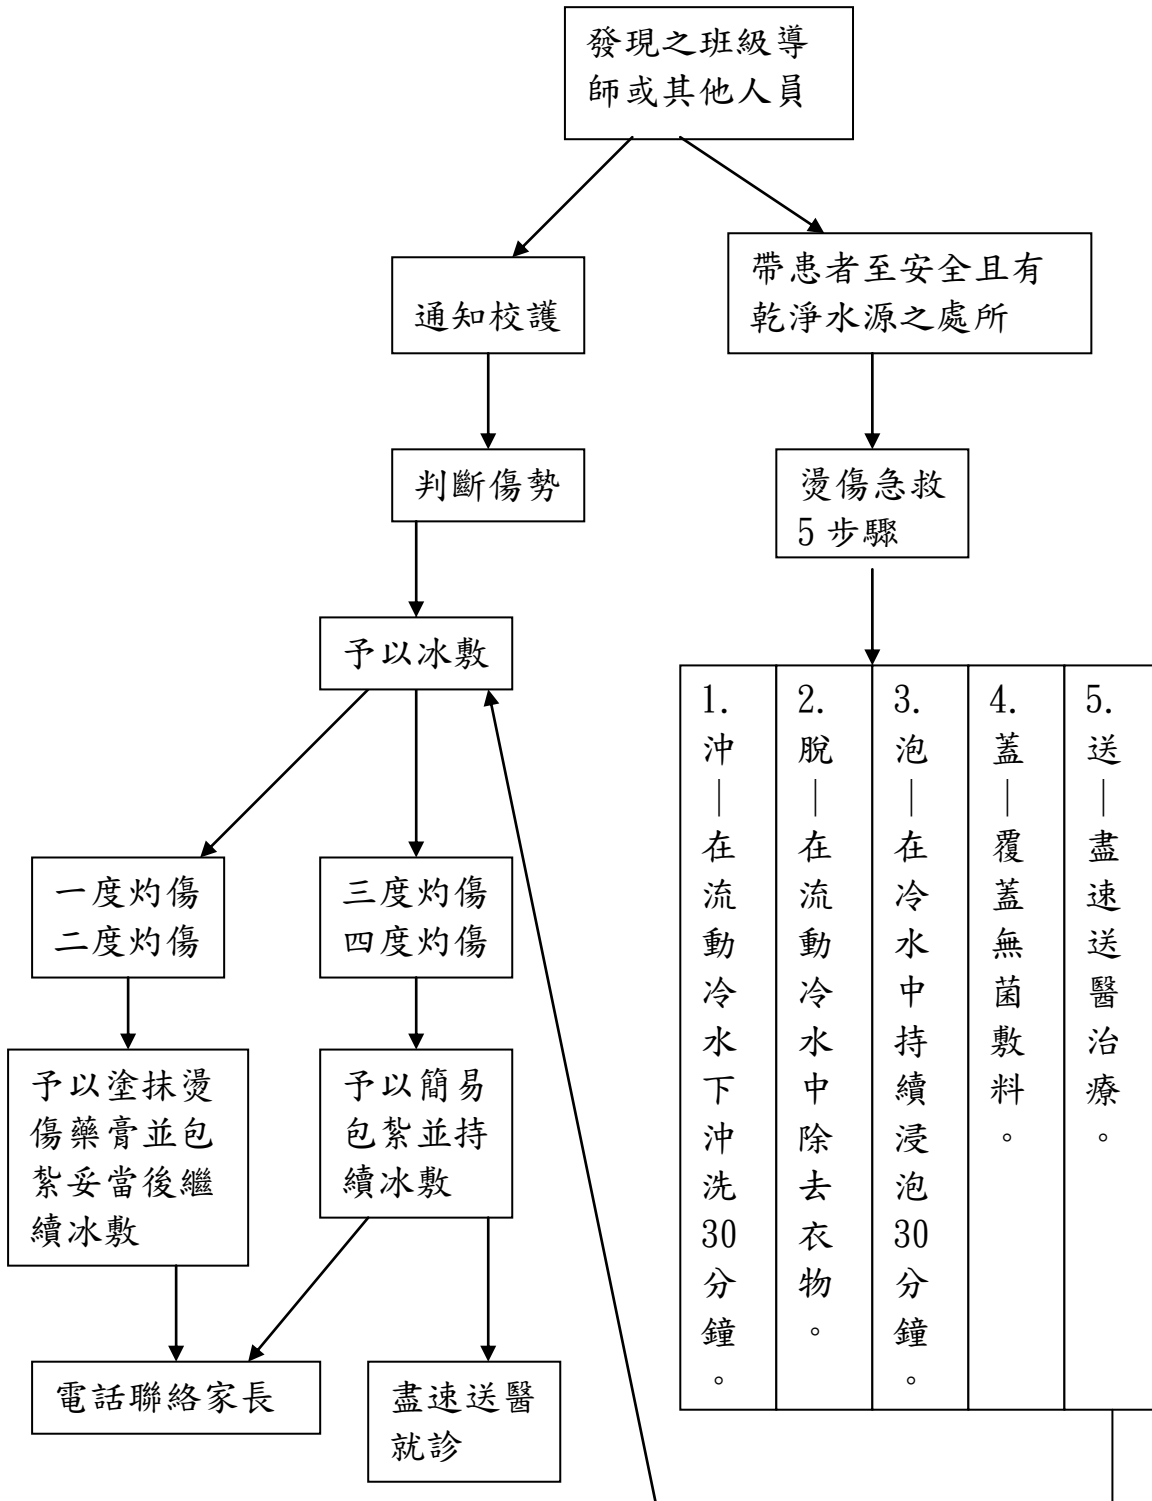 發現之班級導
師或其他人員
通知校護
帶患者至安全且有
乾淨水源之處所
判斷傷勢
燙傷急救
5 步驟
予以冰敷
1.沖—在流動冷水下沖洗30分鐘。
2.脫—在流動冷水中除去衣物。
3.泡—在冷水中持續浸泡30分鐘。
4.蓋—覆蓋無菌敷料。
5.送—盡速送醫治療。
一度灼傷
二度灼傷
三度灼傷
四度灼傷
予以塗抹燙
傷藥膏並包
紮妥當後繼
續冰敷
予以簡易
包紮並持
續冰敷
電話聯絡家長
盡速送醫
就診